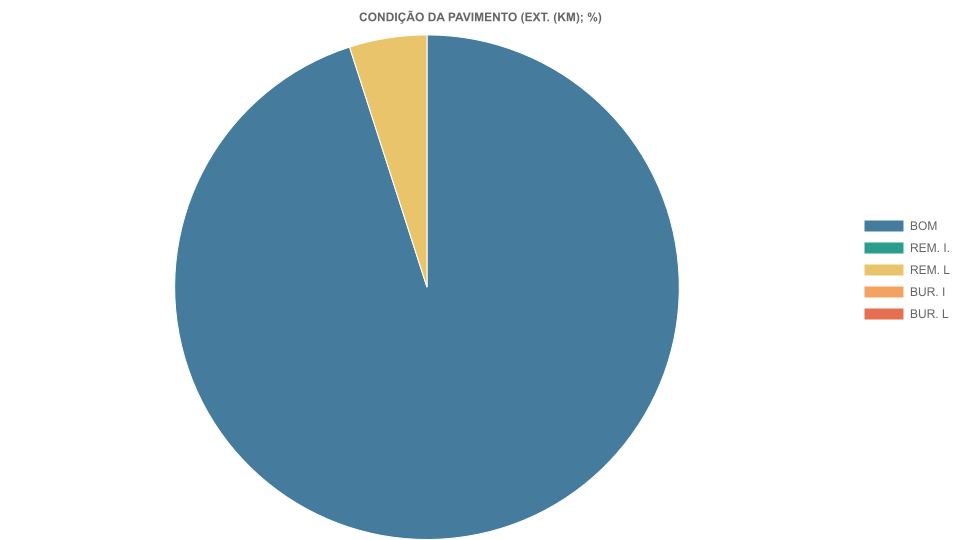 CONDIÇÃO DA PAVIMENTO (EXT. (KM); %)
BOM
REM. I.
REM. L
BUR. I
BUR. L